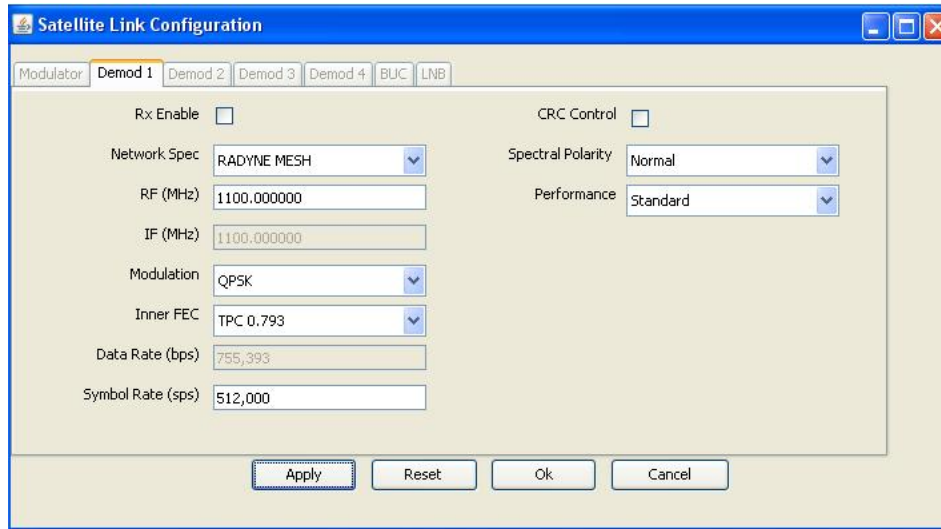 Satellite Link Configuration
Modulator Demod 1 Demod 2 Demod 3 Demod 4 BUC LNB
Rx Enable
CRC Control
Network Spec RADYNE MESH
Spectral Polarity Normal
RF (MHz) 1100.000000
Performance Standard
IF (MHz) 1100.000000
Modulation QPSK
Inner FEC TPC 0.793
Data Rate (bps) 755,393
Symbol Rate (sps) 512,000
Apply Reset Ok Cancel